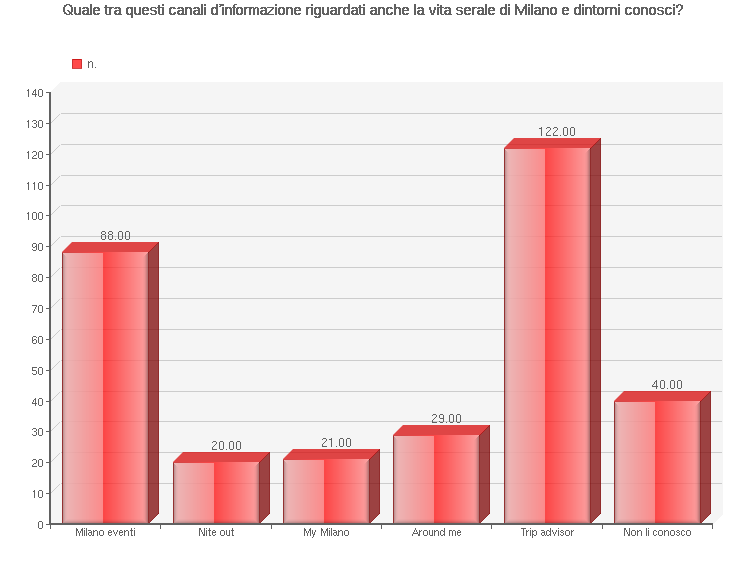 Quale tra questi canali d'informazione riguardati anche la vita serale di Milano e dintorni conosci?
n.
140
130
120
110
100
90
80
70
60
50
40
30
20
10
0
88.00
20.00
21.00
29.00
122.00
40.00
Milano eventi
Nite out
My Milano
Around me
Trip advisor
Non li conosco